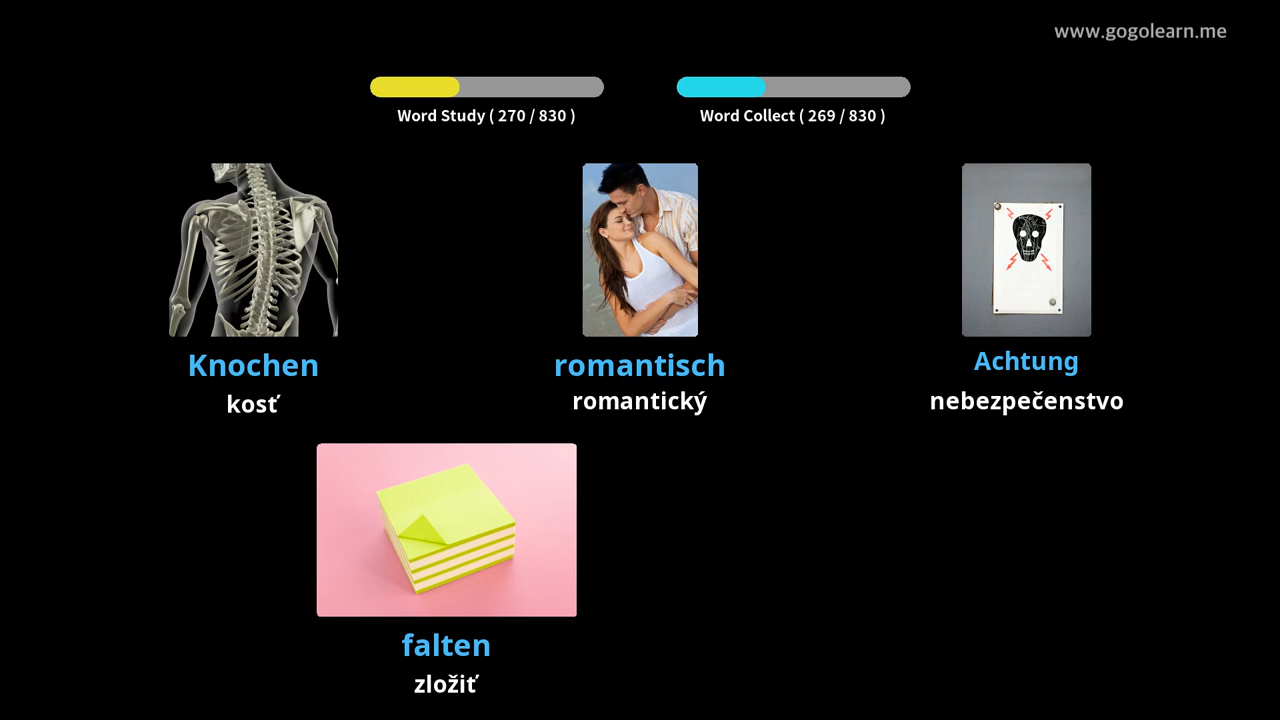 www.gogolearn.me
Word Study ( 270 / 830 )
Word Collect ( 269 / 830 )
Knochen
kosť
romantisch
romantický
Achtung
nebezpečenstvo
falten
zložiť